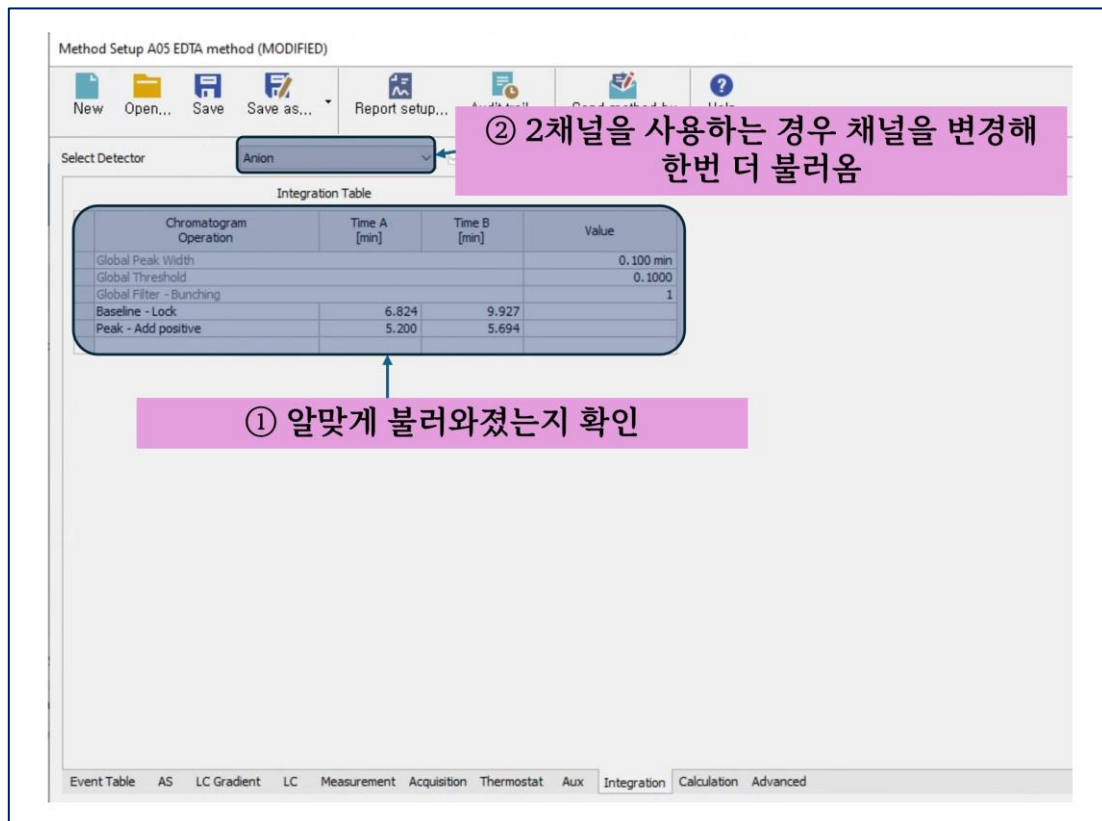 Method Setup A05 EDTA method (MODIFIED)
New Open... Save Save as... Report setup... Help
② 2채널을 사용하는 경우 채널을 변경해
한번 더 불러옴
Select Detector Anion
Integration Table
Chromatogram Operation Time A [min] Time B [min] Value
Global Peak Width 0.100 min
Global Threshold 0.1000
Global Filter - Bunching 1
Baseline - Lock 6.824 9.927
Peak - Add positive 5.200 5.694
① 알맞게 불러와졌는지 확인
Event Table AS LC Gradient LC Measurement Acquisition Thermostat Aux Integration Calculation Advanced